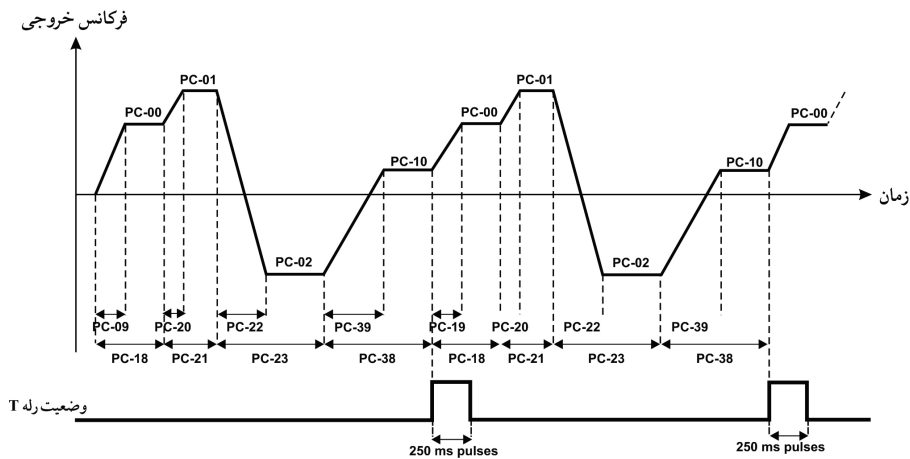 فرکانس خروجی
PC-01 PC-01
PC-00 PC-00 PC-00
PC-10 PC-10
زمان
PC-02 PC-02
PC-09 PC-20 PC-22 PC-39 PC-19 PC-20 PC-22 PC-39
PC-18 PC-21 PC-23 PC-38 PC-18 PC-21 PC-23 PC-38
وضعیت رله T
250 ms pulses 250 ms pulses